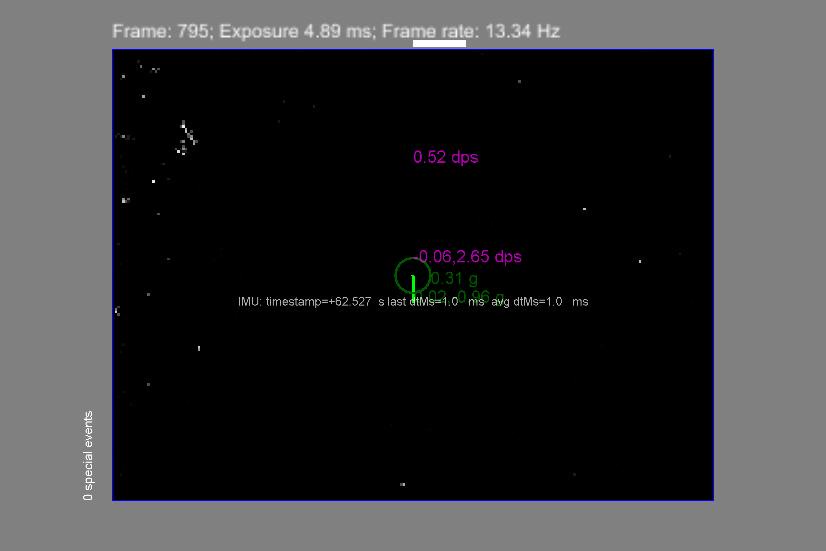 Frame: 795; Exposure 4.89 ms; Frame rate: 13.34 Hz
0.52 dps
-0.06,2.65 dps
0.31 g
IMU: timestamp=+62.527 s last dtMs=1.0 ms avg dtMs=1.0 ms
0 special events